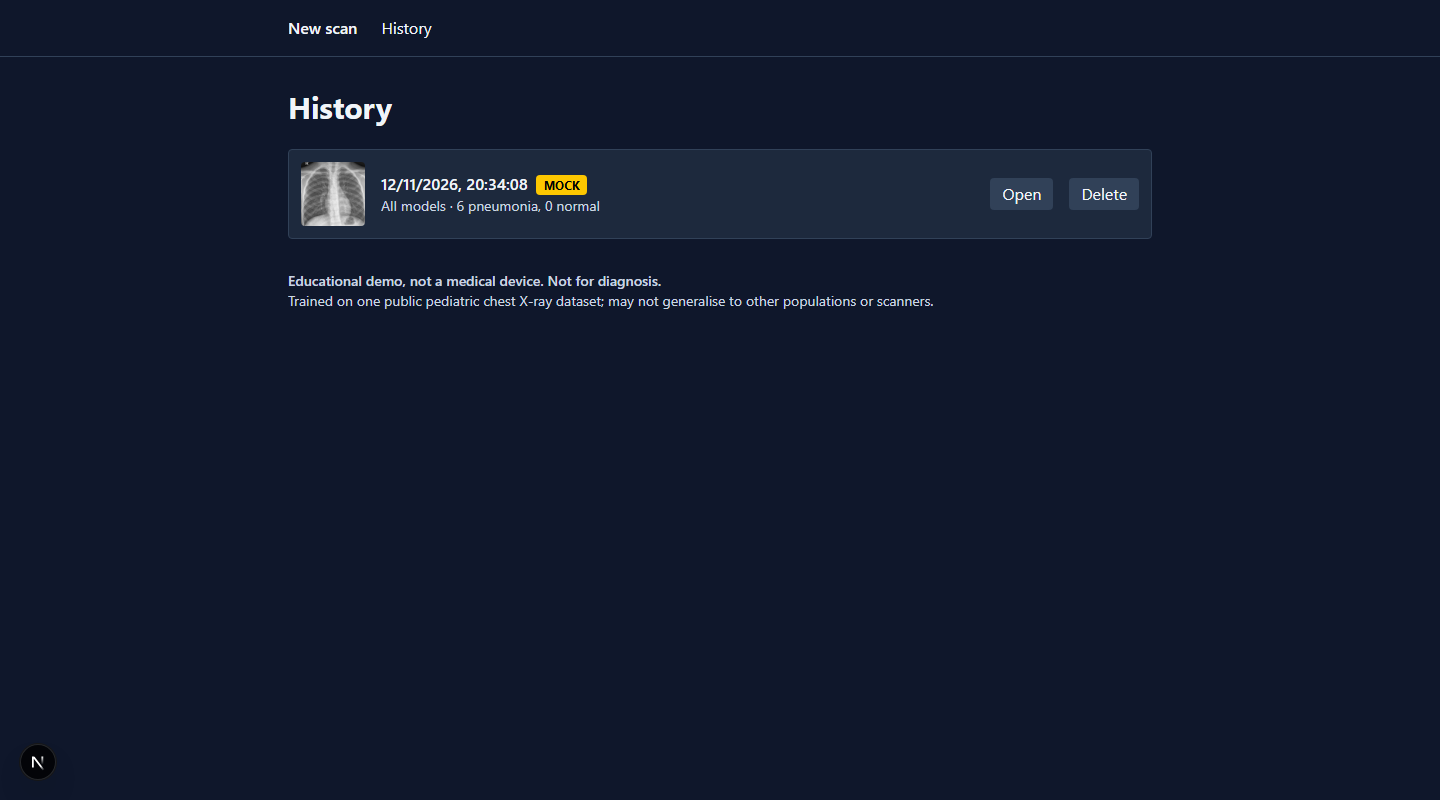 New scan History
History
12/11/2026, 20:34:08 MOCK
All models · 6 pneumonia, 0 normal
Open Delete
Educational demo, not a medical device. Not for diagnosis.
Trained on one public pediatric chest X-ray dataset; may not generalise to other populations or scanners.
N